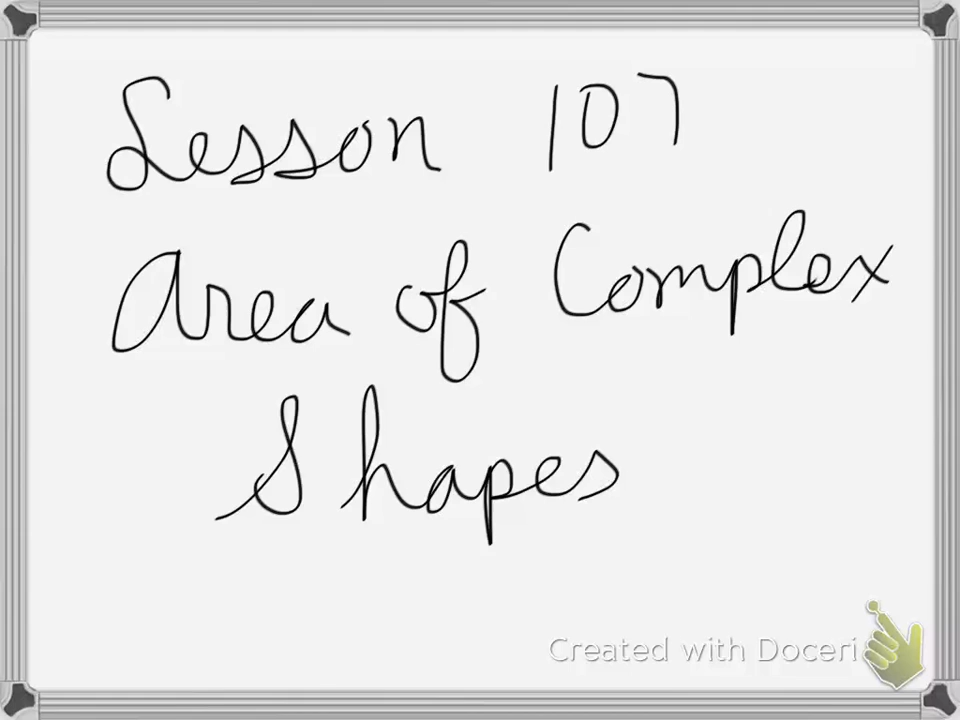 Lesson 107
Area of Complex
Shapes
Created with Doceri